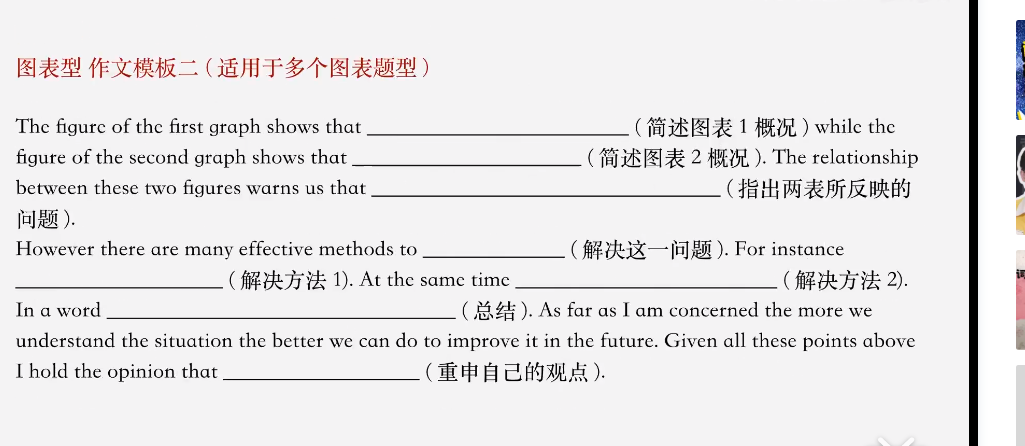 图表型 作文模板二（适用于多个图表题型）
The figure of the first graph shows that ______________________（简述图表 1 概况）while the
figure of the second graph shows that ____________________（简述图表 2 概况）. The relationship
between these two figures warns us that ______________________________（指出两表所反映的
问题）.
However there are many effective methods to ____________（解决这一问题）. For instance
__________________（解决方法 1）. At the same time ______________________（解决方法 2）.
In a word ______________________________（总结）. As far as I am concerned the more we
understand the situation the better we can do to improve it in the future. Given all these points above
I hold the opinion that _________________（重申自己的观点）.